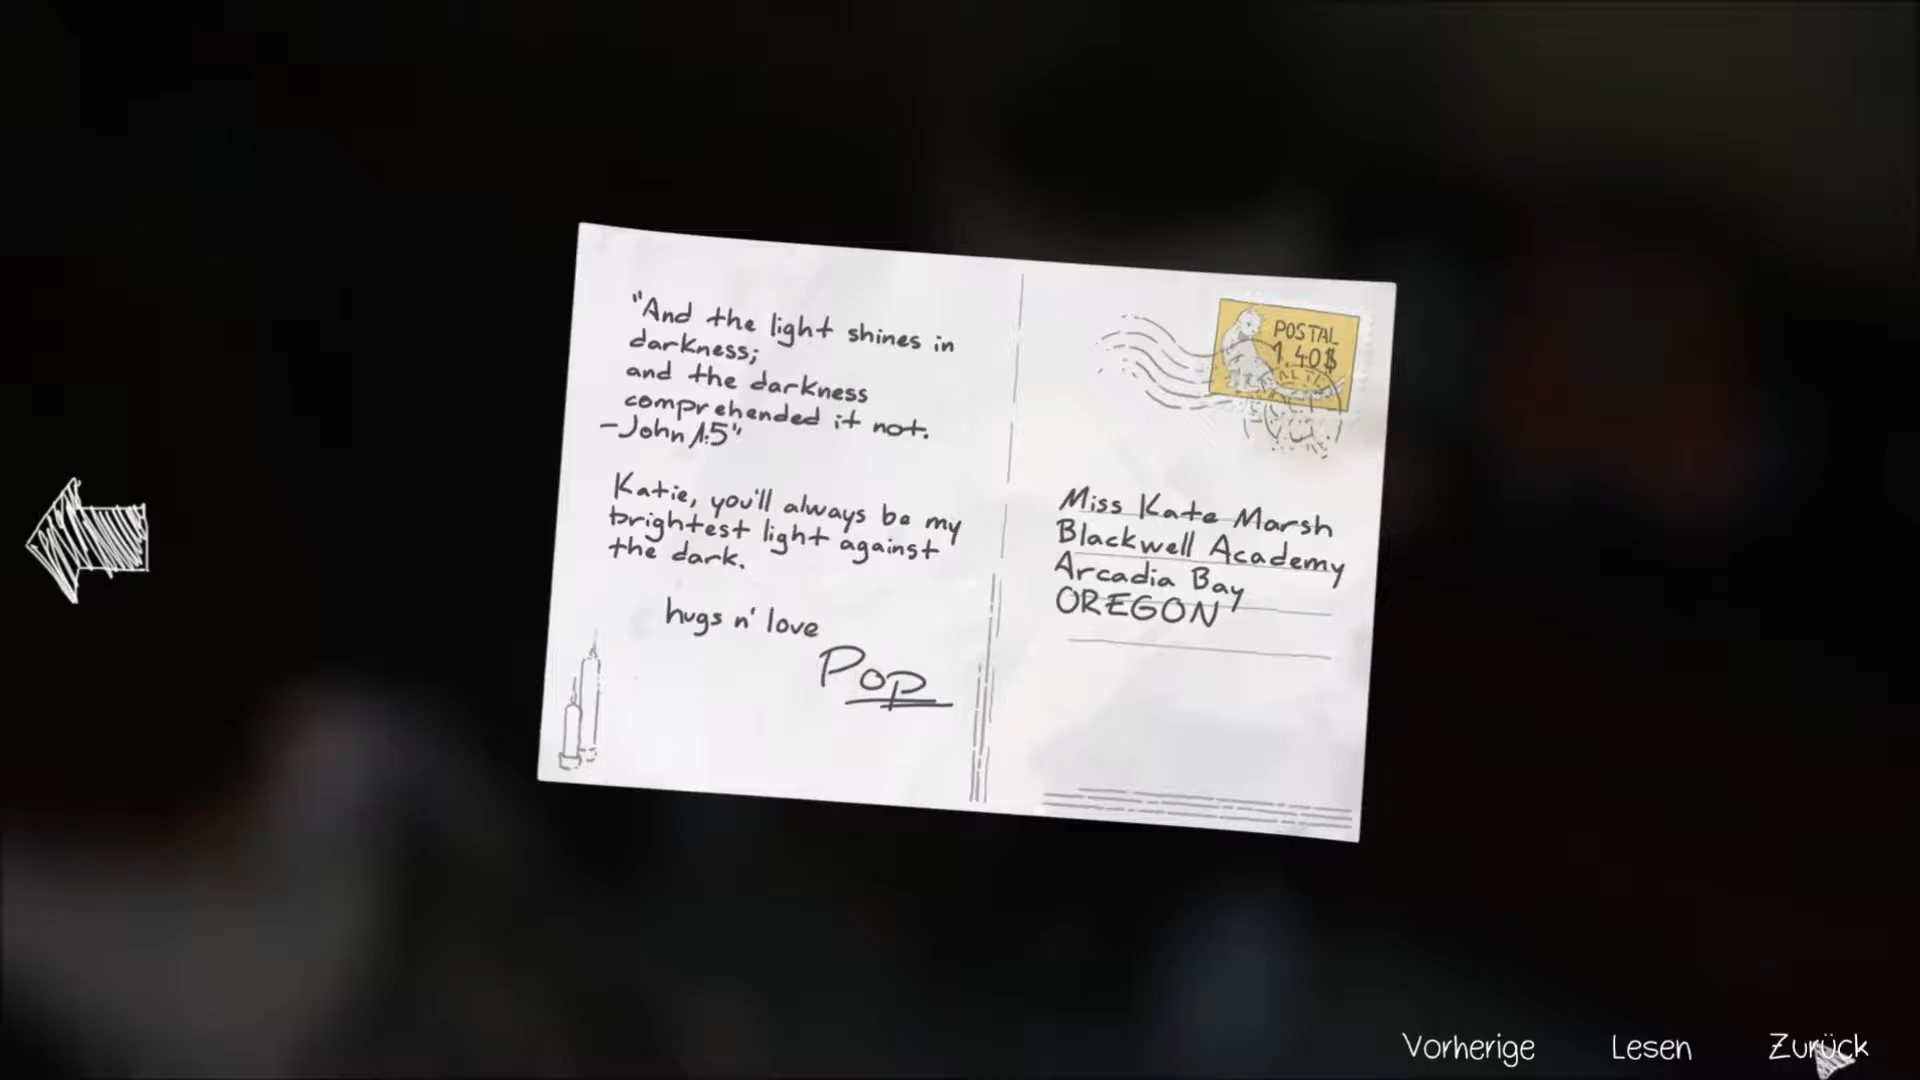 "And the light shines in
darkness;
and the darkness
comprehended it not.
-John 1:5"
Katie, you'll always be my
brightest light against
the dark.
hugs n' love
Pop
POSTAL
1.40$
Miss Kate Marsh
Blackwell Academy
Arcadia Bay
OREGON
Vorherige
Lesen
Zurück